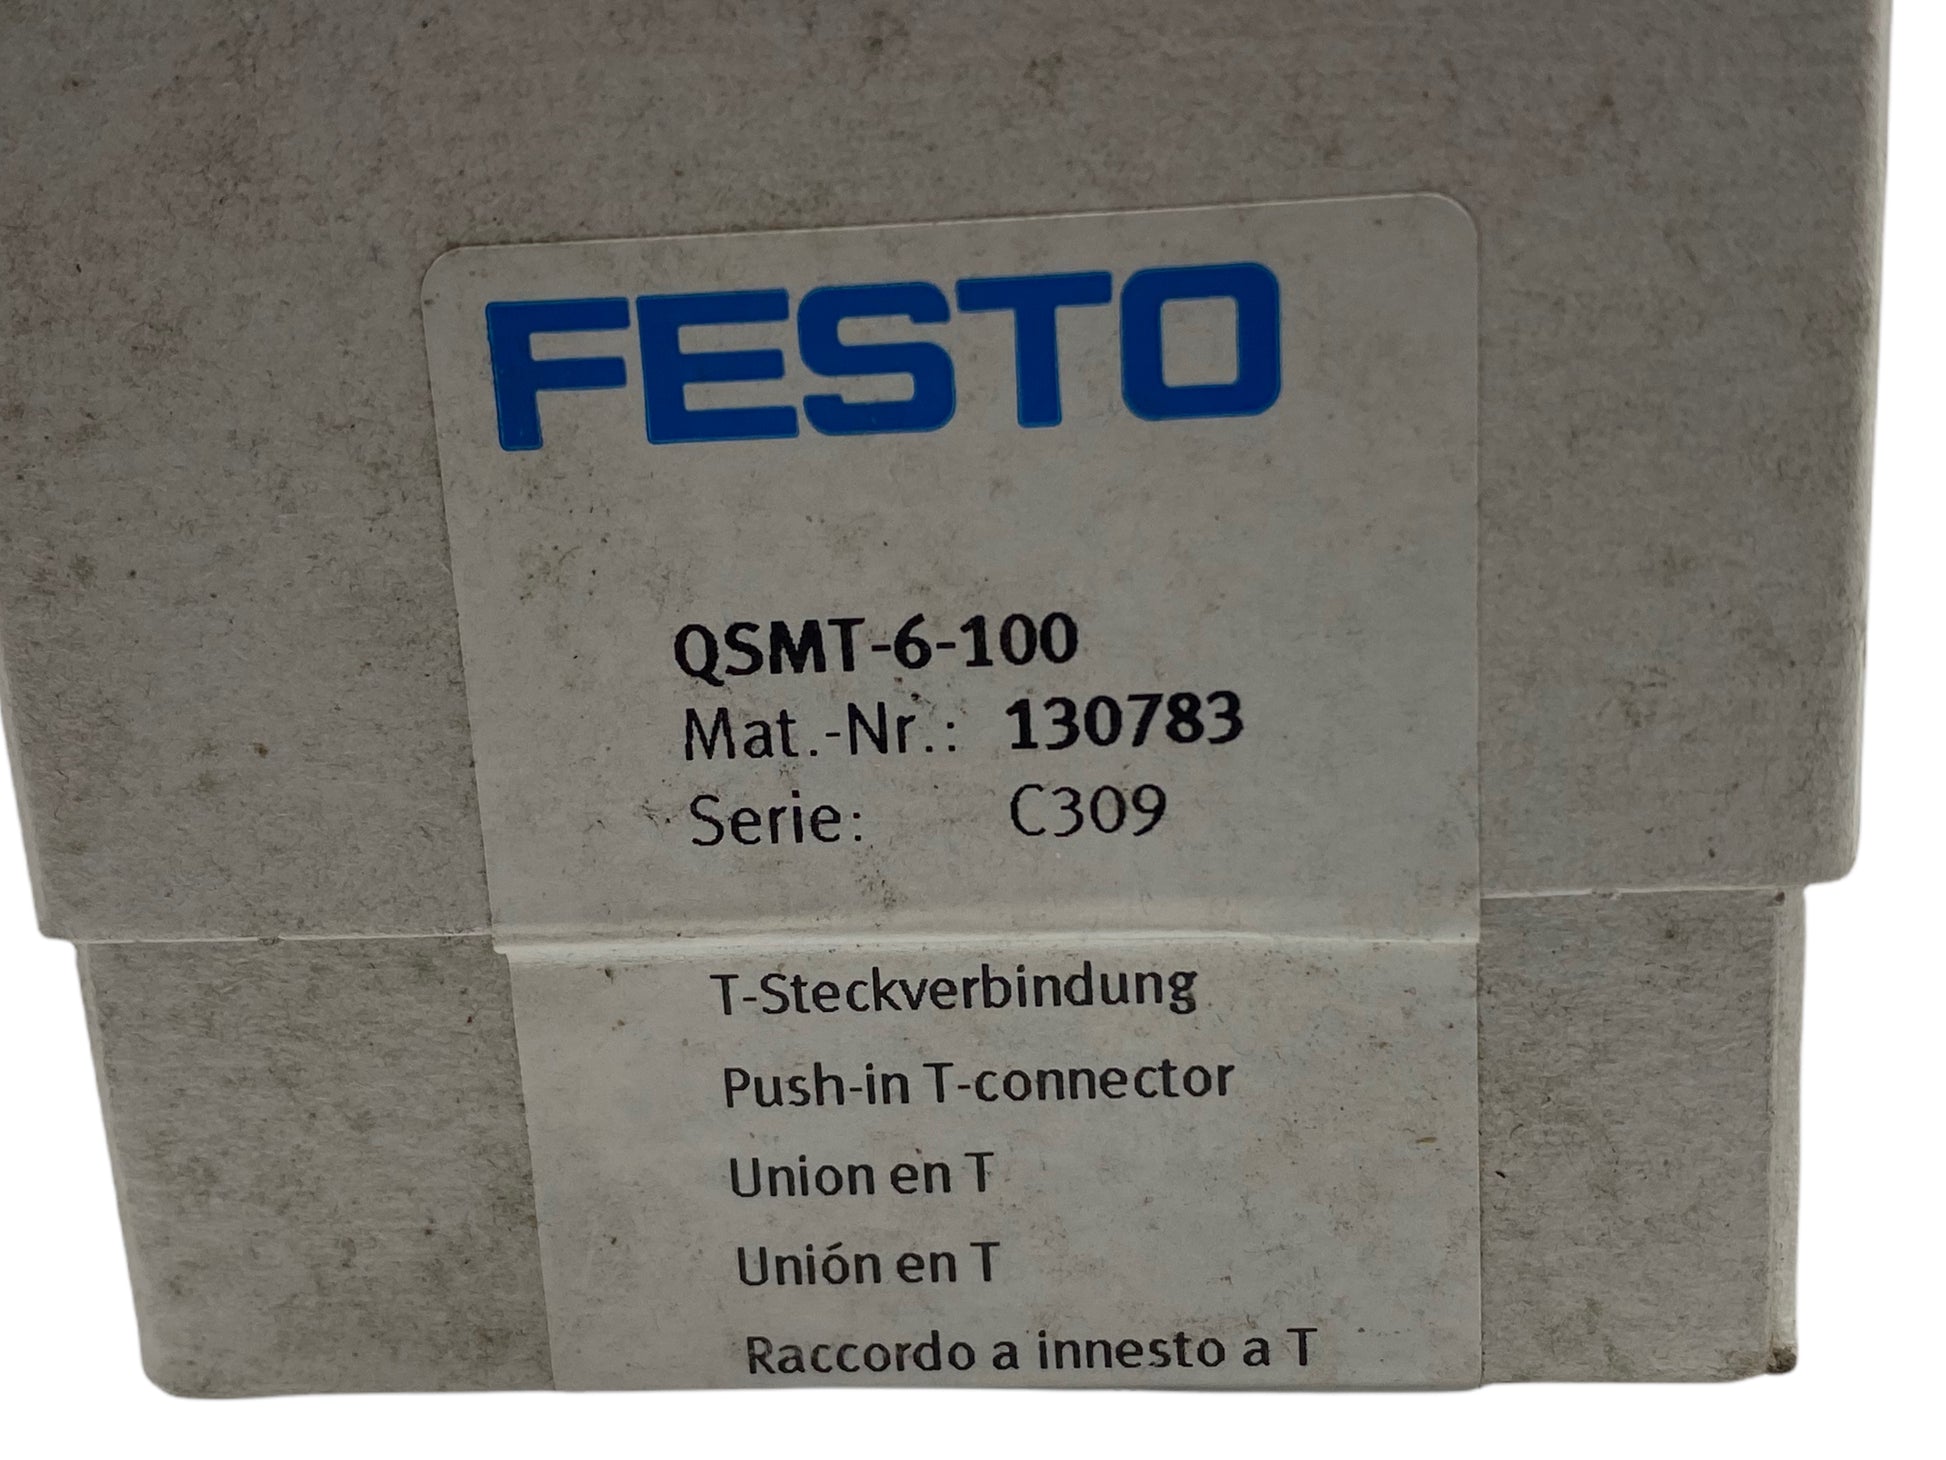 FESTO
QSMT-6-100
Mat.-Nr.: 130783
Serie: C309
T-Steckverbindung
Push-in T-connector
Union en T
Unión en T
Raccordo a innesto a T